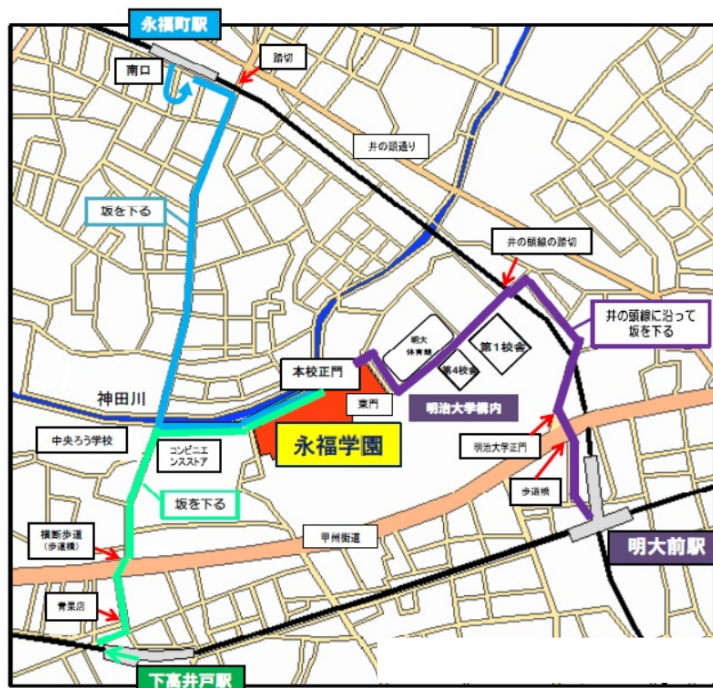 永福町駅
南口
踏切
井の頭通り
坂を下る
井の頭線の踏切
井の頭線に沿って
坂を下る
明大
体育館
第1校舎
第4校舎
本校正門
東門
神田川
明治大学構内
中央ろう学校
コンビニエ
ンスストア
永福学園
明治大学正門
坂を下る
歩道橋
横断歩道
(歩道橋)
甲州街道
明大前駅
青果店
下高井戸駅